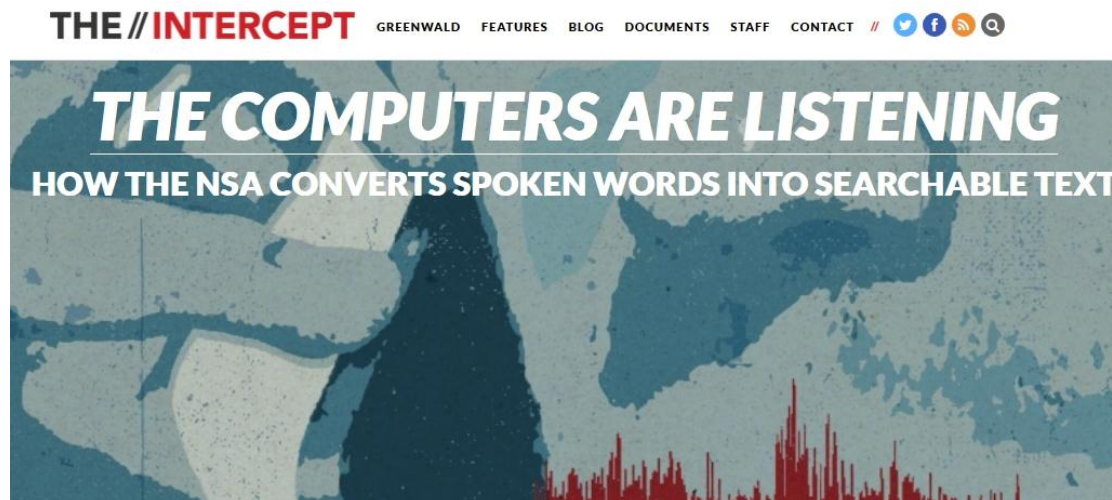 THE // INTERCEPT GREENWALD FEATURES BLOG DOCUMENTS STAFF CONTACT //
THE COMPUTERS ARE LISTENING
HOW THE NSA CONVERTS SPOKEN WORDS INTO SEARCHABLE TEXT